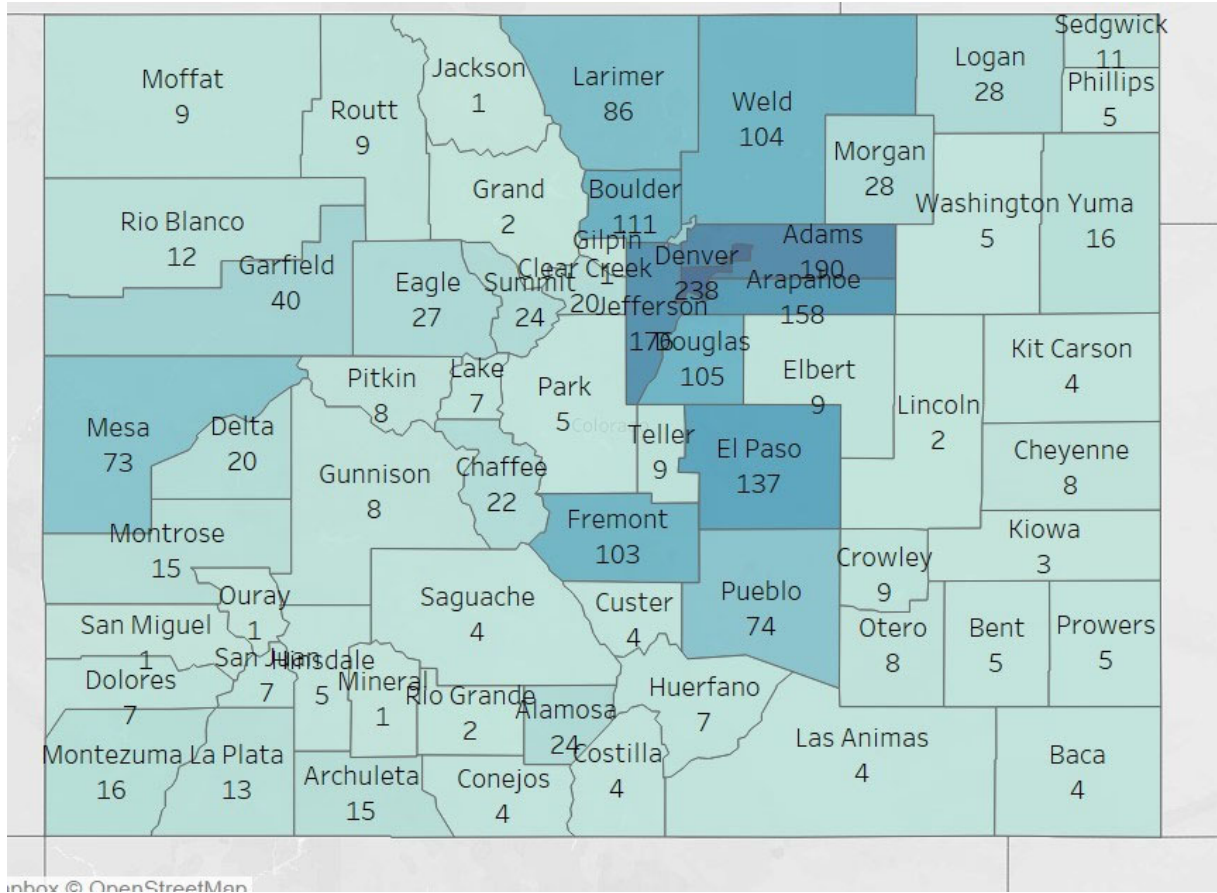 Sedgwick
11
Moffat
9
Jackson
1
Larimer
86
Logan
28
Phillips
5
Routt
9
Weld
104
Morgan
28
Grand
2
Boulder
111
Washington
5
Yuma
16
Rio Blanco
12
Gilpin
1
Adams
190
Denver
238
Clear Creek
20
Garfield
40
Eagle
27
Summit
24
Arapahoe
158
Jefferson
176
Douglas
105
Kit Carson
4
Elbert
9
Lake
7
Pitkin
8
Park
5
Lincoln
2
Mesa
73
Delta
20
Colorado
Teller
9
El Paso
137
Cheyenne
8
Gunnison
8
Chaffee
22
Fremont
103
Montrose
15
Kiowa
3
Crowley
9
Ouray
1
Saguache
4
Custer
4
Pueblo
74
San Miguel
1
Otero
8
Bent
5
Prowers
5
San Juan
7
Hinsdale
5
Mineral
1
Dolores
7
Rio Grande
2
Alamosa
24
Huerfano
7
Montezuma
16
La Plata
13
Archuleta
15
Conejos
4
Costilla
4
Las Animas
4
Baca
4
© OpenStreetMap